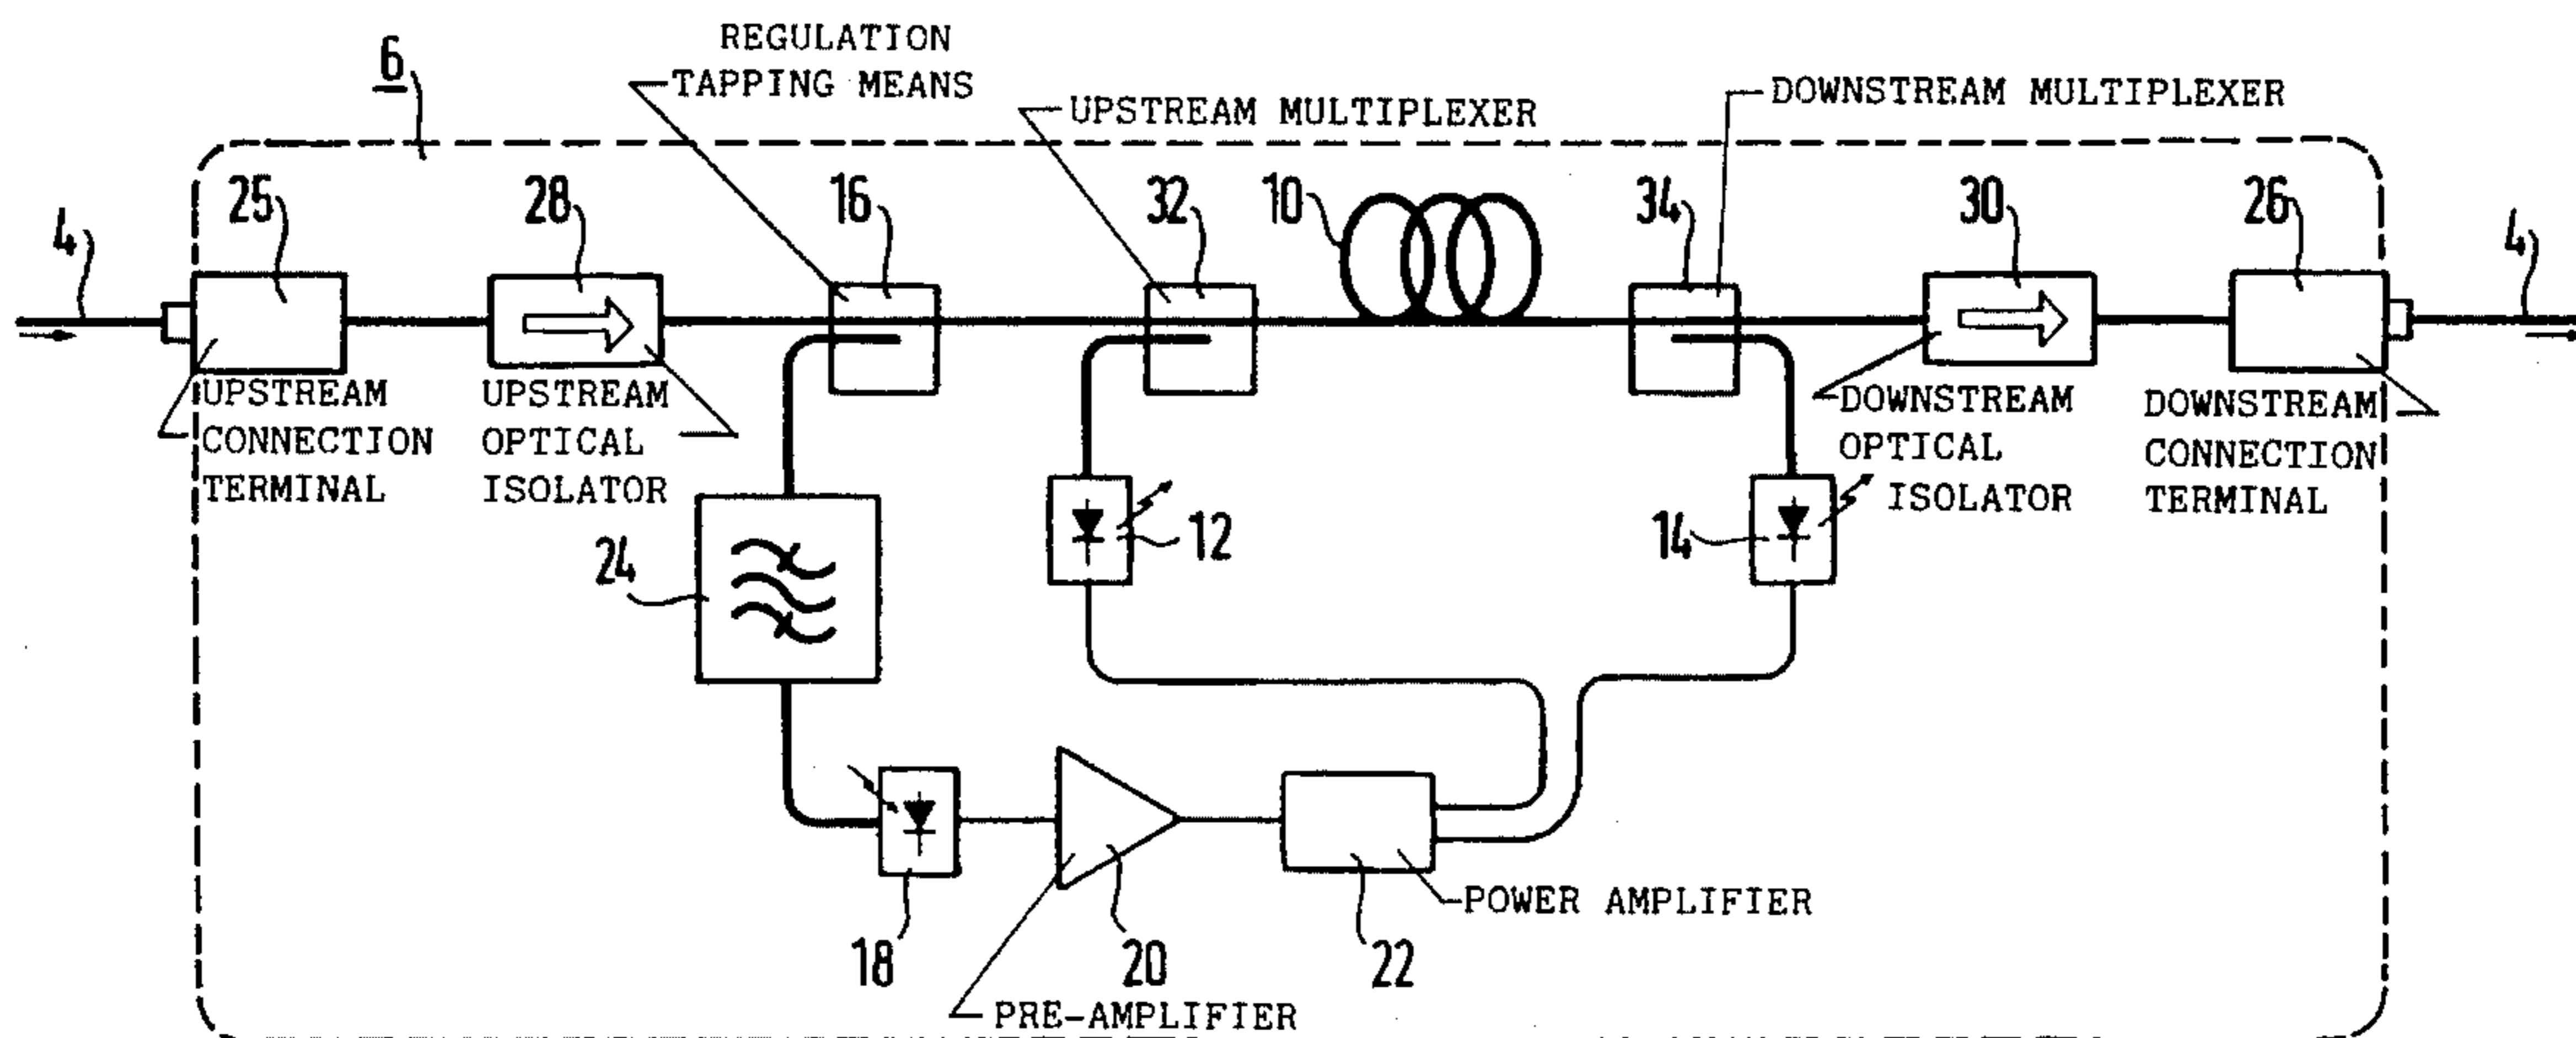 6
REGULATION
TAPPING MEANS
UPSTREAM MULTIPLEXER
DOWNSTREAM MULTIPLEXER
4
25
28
16
32
10
34
30
26
4
UPSTREAM
CONNECTION
TERMINAL
UPSTREAM
OPTICAL
ISOLATOR
DOWNSTREAM
OPTICAL
ISOLATOR
DOWNSTREAM
CONNECTION
TERMINAL
24
12
14
18
20
22
POWER AMPLIFIER
PRE-AMPLIFIER